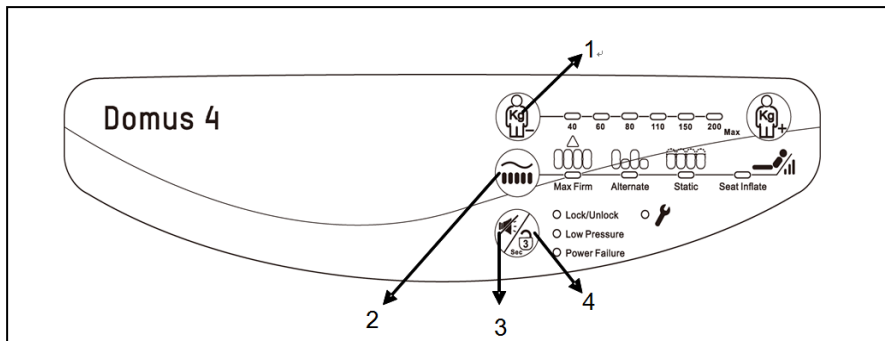 1
Domus 4
Kg
-
Kg
+
40 60 80 110 150 200 Max
Max Firm Alternate Static Seat Inflate
Lock/Unlock
3
Sec
Low Pressure
Power Failure
2
3
4